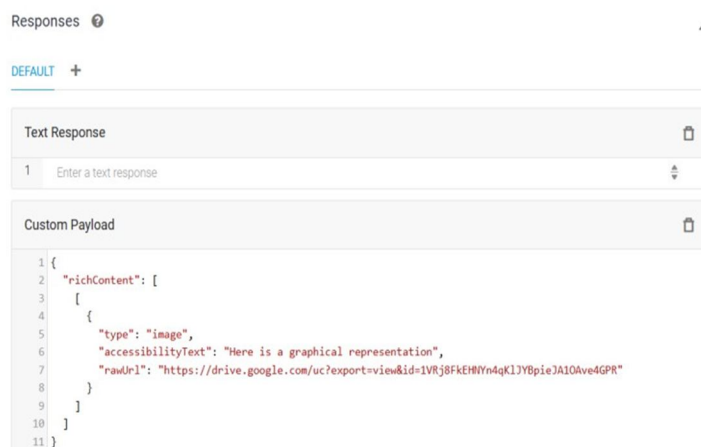 Responses
DEFAULT +
Text Response
1 Enter a text response
Custom Payload
1 {
2 "richContent": [
3 [
4 {
5 "type": "image",
6 "accessibilityText": "Here is a graphical representation",
7 "rawUrl": "https://drive.google.com/uc?export=view&id=1VRj8FkEHNYn4qKlJYBpieJA1OAve4GPR"
8 }
9 ]
10 ]
11 }